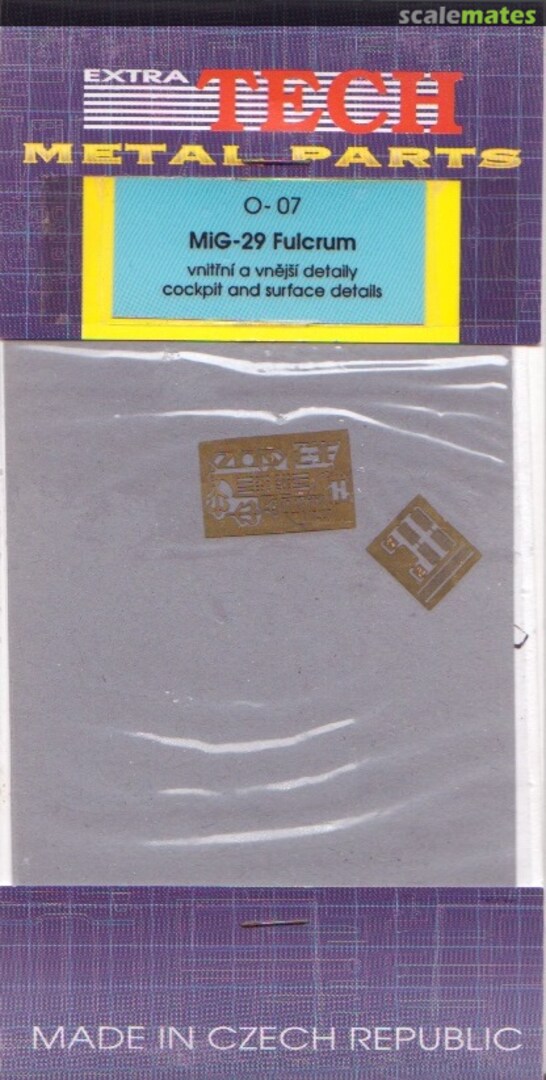 scalemates
EXTRA TECH
METAL PARTS
O- 07
MiG-29 Fulcrum
vnitřní a vnější detaily
cockpit and surface details
MADE IN CZECH REPUBLIC